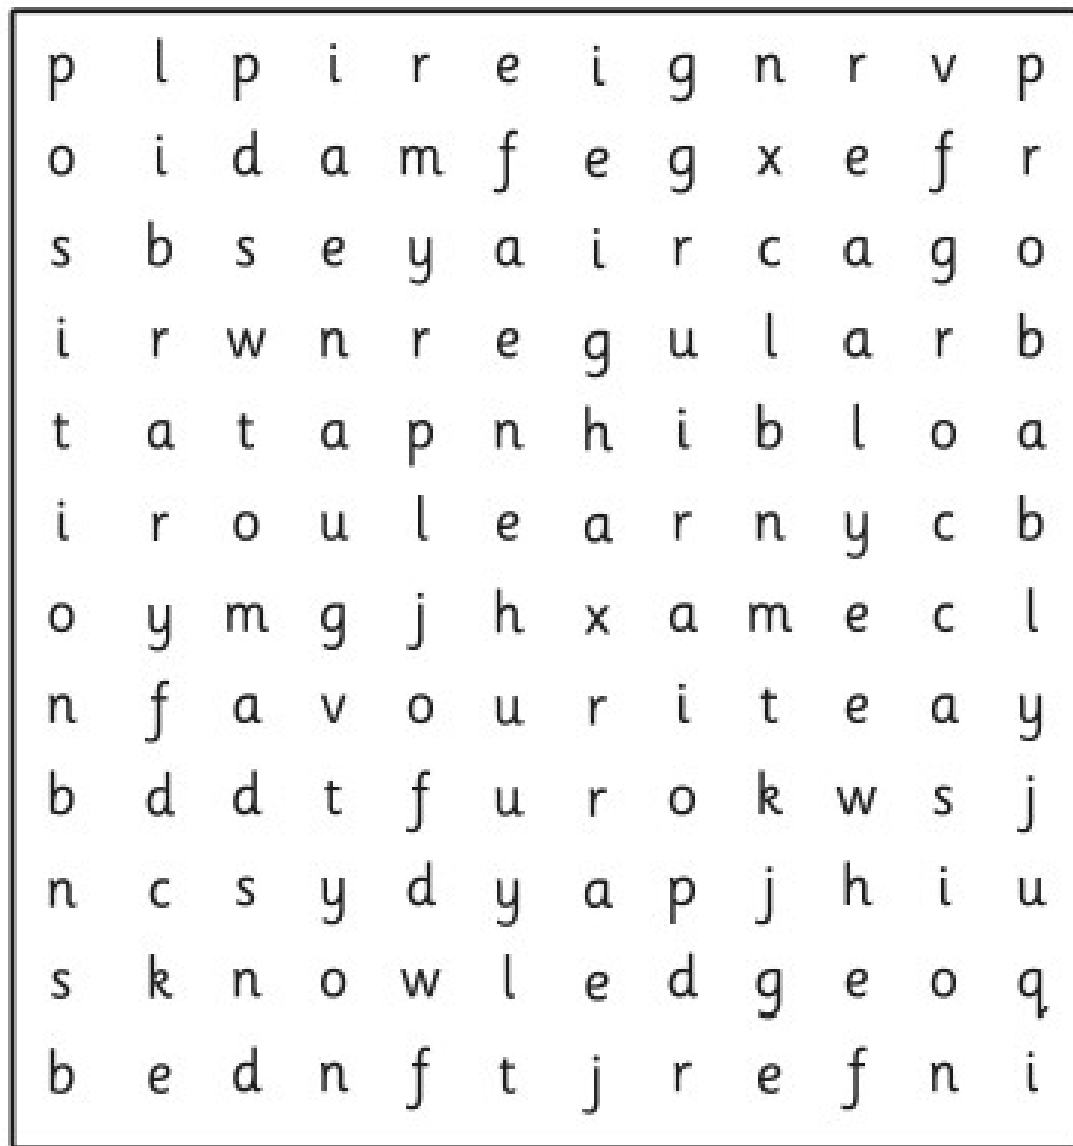 p l p i r e i g n r v p
o i d a m f e g x e f r
s b s e y a i r c a g o
i r w n r e g u l a r b
t a t a p n h i b l o a
i r o u l e a r n y c b
o y m g j h x a m e c l
n f a v o u r i t e a y
b d d t f u r o k w s j
n c s y d y a p j h i u
s k n o w l e d g e o q
b e d n f t j r e f n i